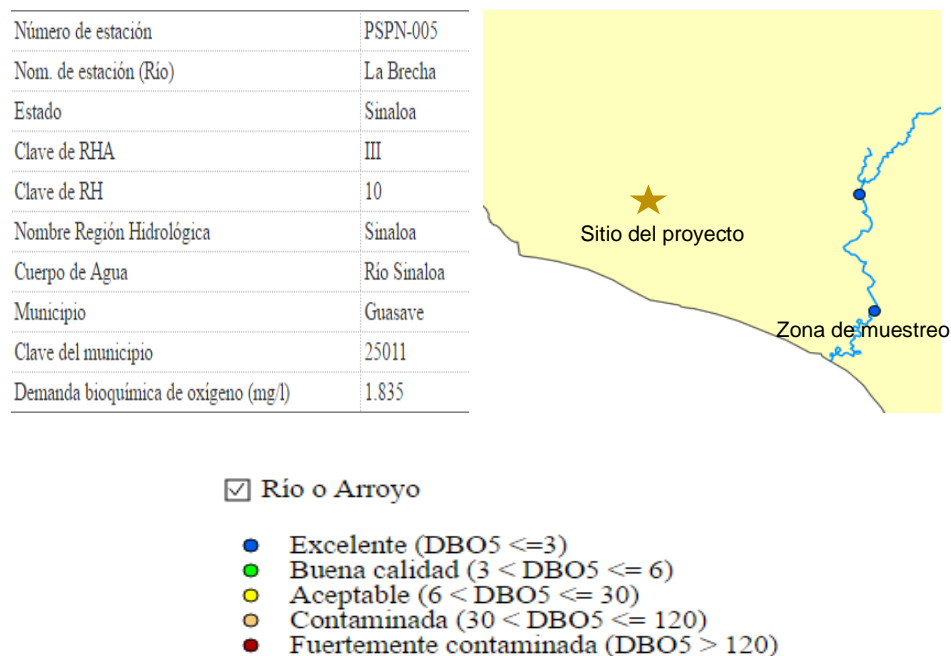 Número de estación PSPN-005
Nom. de estación (Río) La Brecha
Estado Sinaloa
Clave de RHA III
Clave de RH 10
Nombre Región Hidrológica Sinaloa
Cuerpo de Agua Río Sinaloa
Municipio Guasave
Clave del municipio 25011
Demanda bioquímica de oxígeno (mg/l) 1.835
Sitio del proyecto
Zona de muestreo
Río o Arroyo
Excelente (DBO5 <=3)
Buena calidad (3 < DBO5 <= 6)
Aceptable (6 < DBO5 <= 30)
Contaminada (30 < DBO5 <= 120)
Fuertemente contaminada (DBO5 > 120)